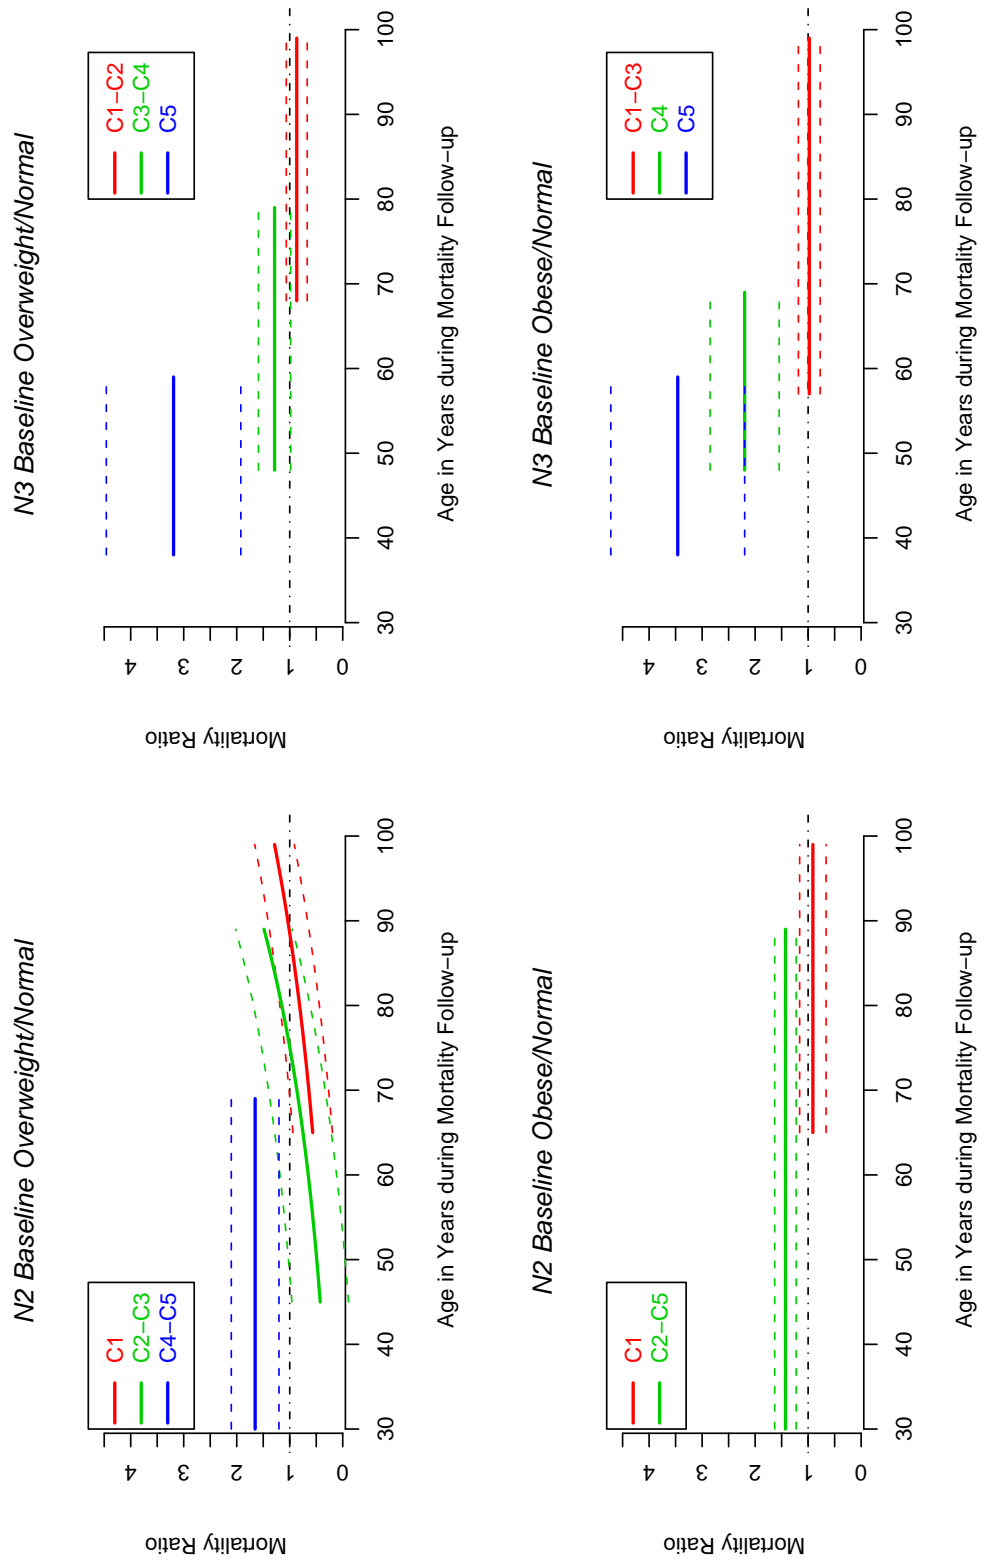 N2 Baseline Overweight/Normal
C1
C2−C3
C4−C5
Mortality Ratio
0
1
2
3
4
30
40
50
60
70
80
90
100
Age in Years during Mortality Follow−up
N3 Baseline Overweight/Normal
C1−C2
C3−C4
C5
Mortality Ratio
0
1
2
3
4
30
40
50
60
70
80
90
100
Age in Years during Mortality Follow−up
N2 Baseline Obese/Normal
C1
C2−C5
Mortality Ratio
0
1
2
3
4
30
40
50
60
70
80
90
100
Age in Years during Mortality Follow−up
N3 Baseline Obese/Normal
C1−C3
C4
C5
Mortality Ratio
0
1
2
3
4
30
40
50
60
70
80
90
100
Age in Years during Mortality Follow−up